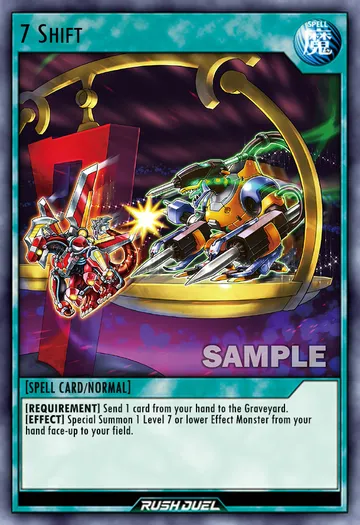 7 Shift
SPELL
魔
SAMPLE
[SPELL CARD/NORMAL]
[REQUIREMENT] Send 1 card from your hand to the Graveyard.
[EFFECT] Special Summon 1 Level 7 or lower Effect Monster from your
hand face-up to your field.
RUSH DUEL